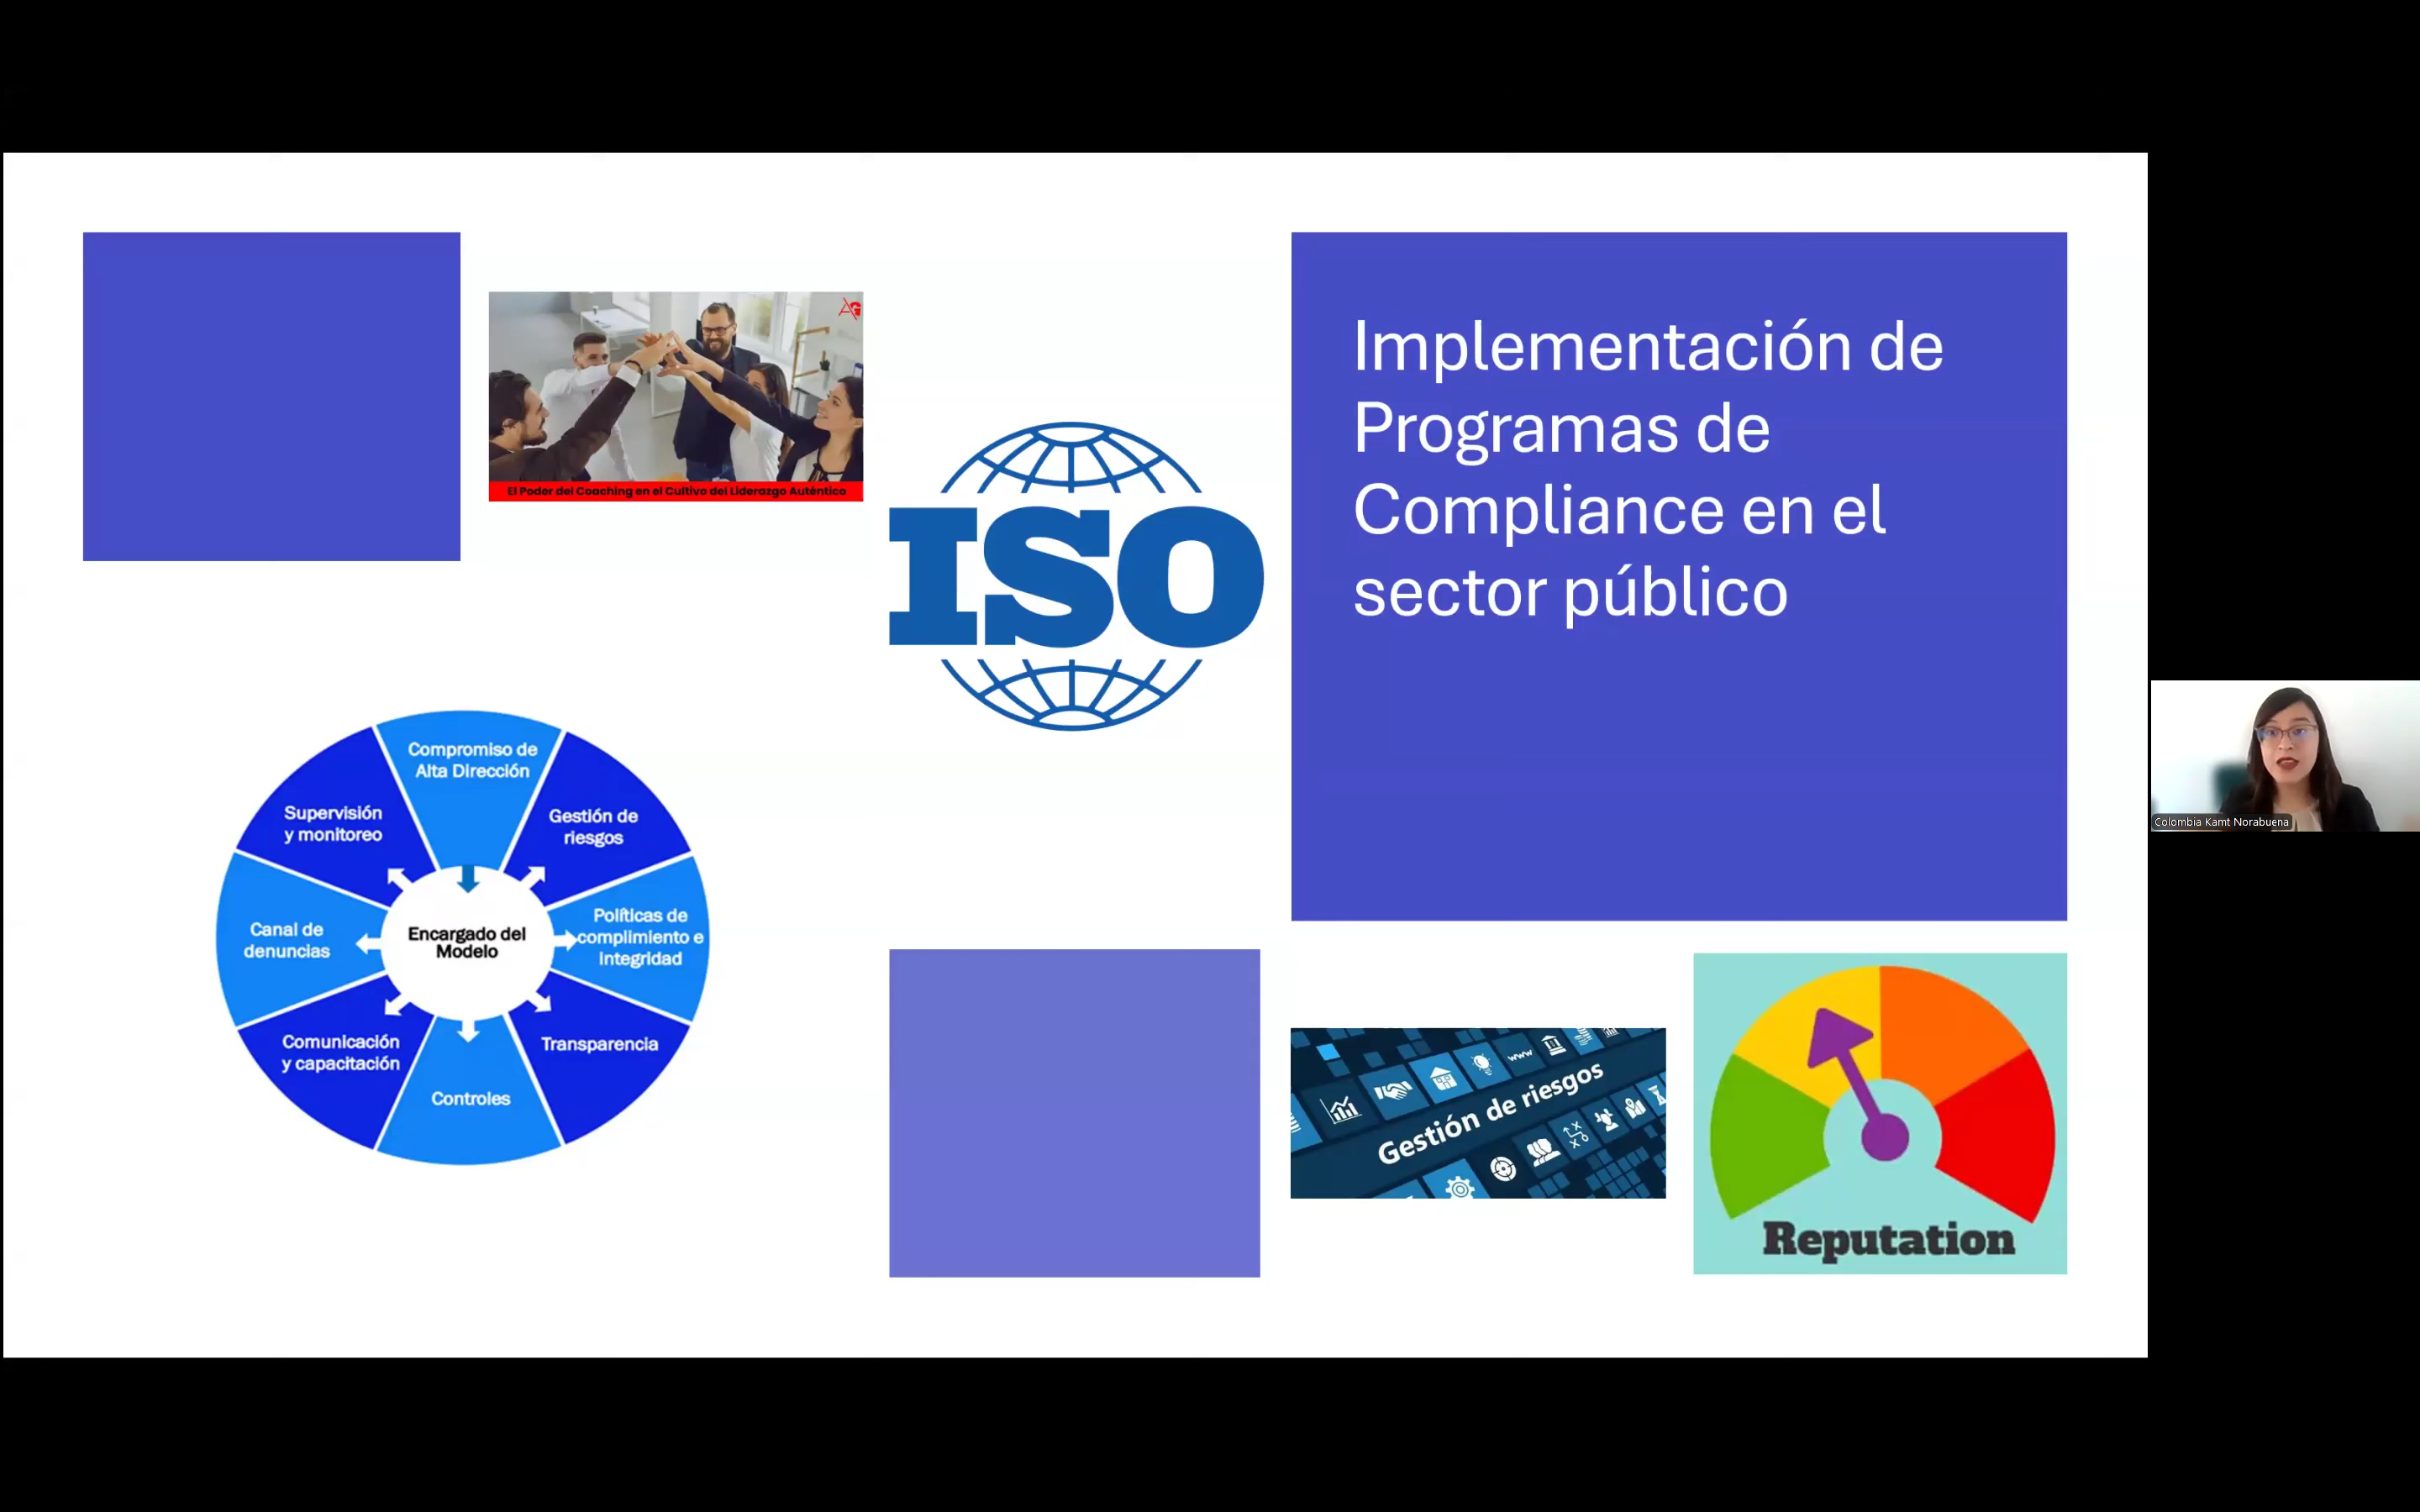 El Poder del Coaching en el Cultivo del Liderazgo Auténtico
ISO
Implementación de
Programas de
Compliance en el
sector público
Compromiso de
Alta Dirección
Gestión de
riesgos
Políticas de
complimiento e
integridad
Transparencia
Controles
Comunicación
y capacitación
Canal de
denuncias
Supervisión
y monitoreo
Encargado del
Modelo
www
Gestión de riesgos
Reputation
Colombia Kamt Norabuena